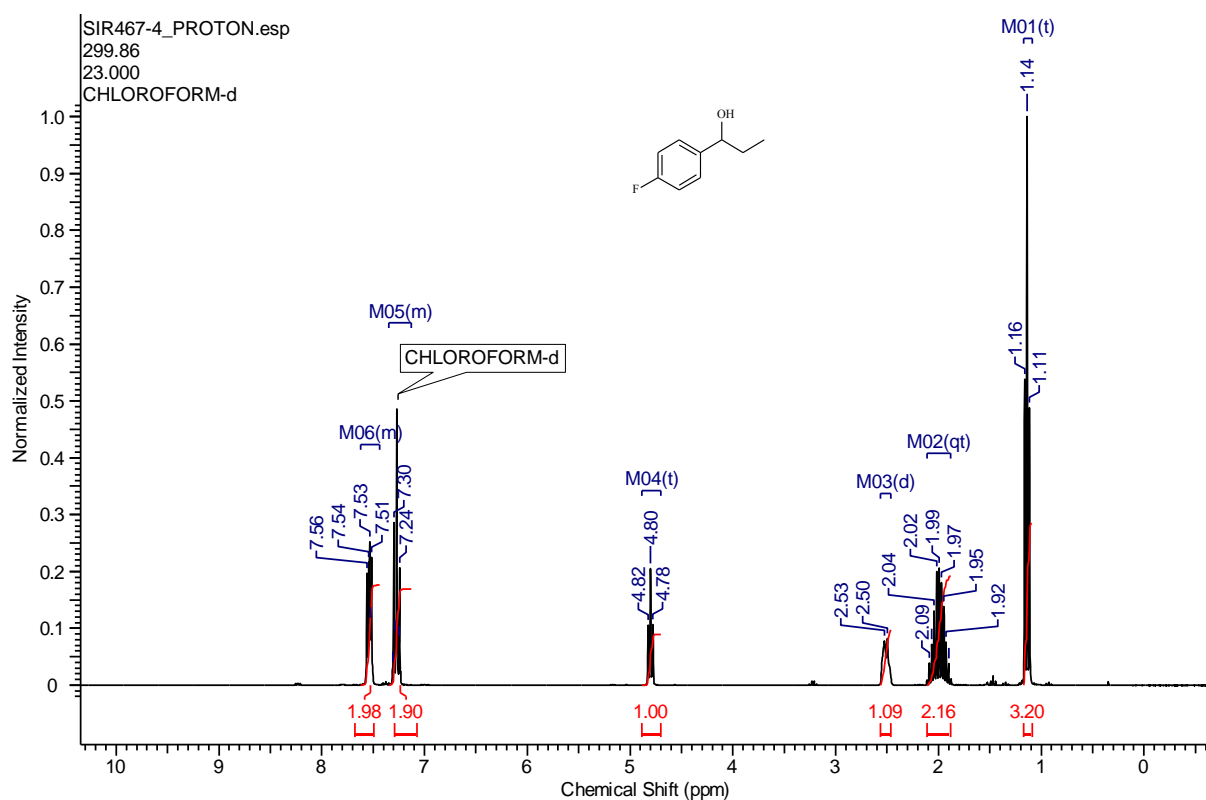 SIR467-4_PROTON.esp
299.86
23.000
CHLOROFORM-d
M01(t)
1.14
OH
F
1.0
0.9
0.8
0.7
0.6
0.5
0.4
0.3
0.2
0.1
0
Normalized Intensity
M05(m)
CHLOROFORM-d
1.16
1.11
M06(m)
7.56
7.54
7.53
7.51
7.30
7.24
M04(t)
4.82
4.80
4.78
M03(d)
2.53
2.50
M02(qt)
2.09
2.04
2.02
1.99
1.97
1.95
1.92
1.98 1.90 1.00 1.09 2.16 3.20
10 9 8 7 6 5 4 3 2 1 0
Chemical Shift (ppm)